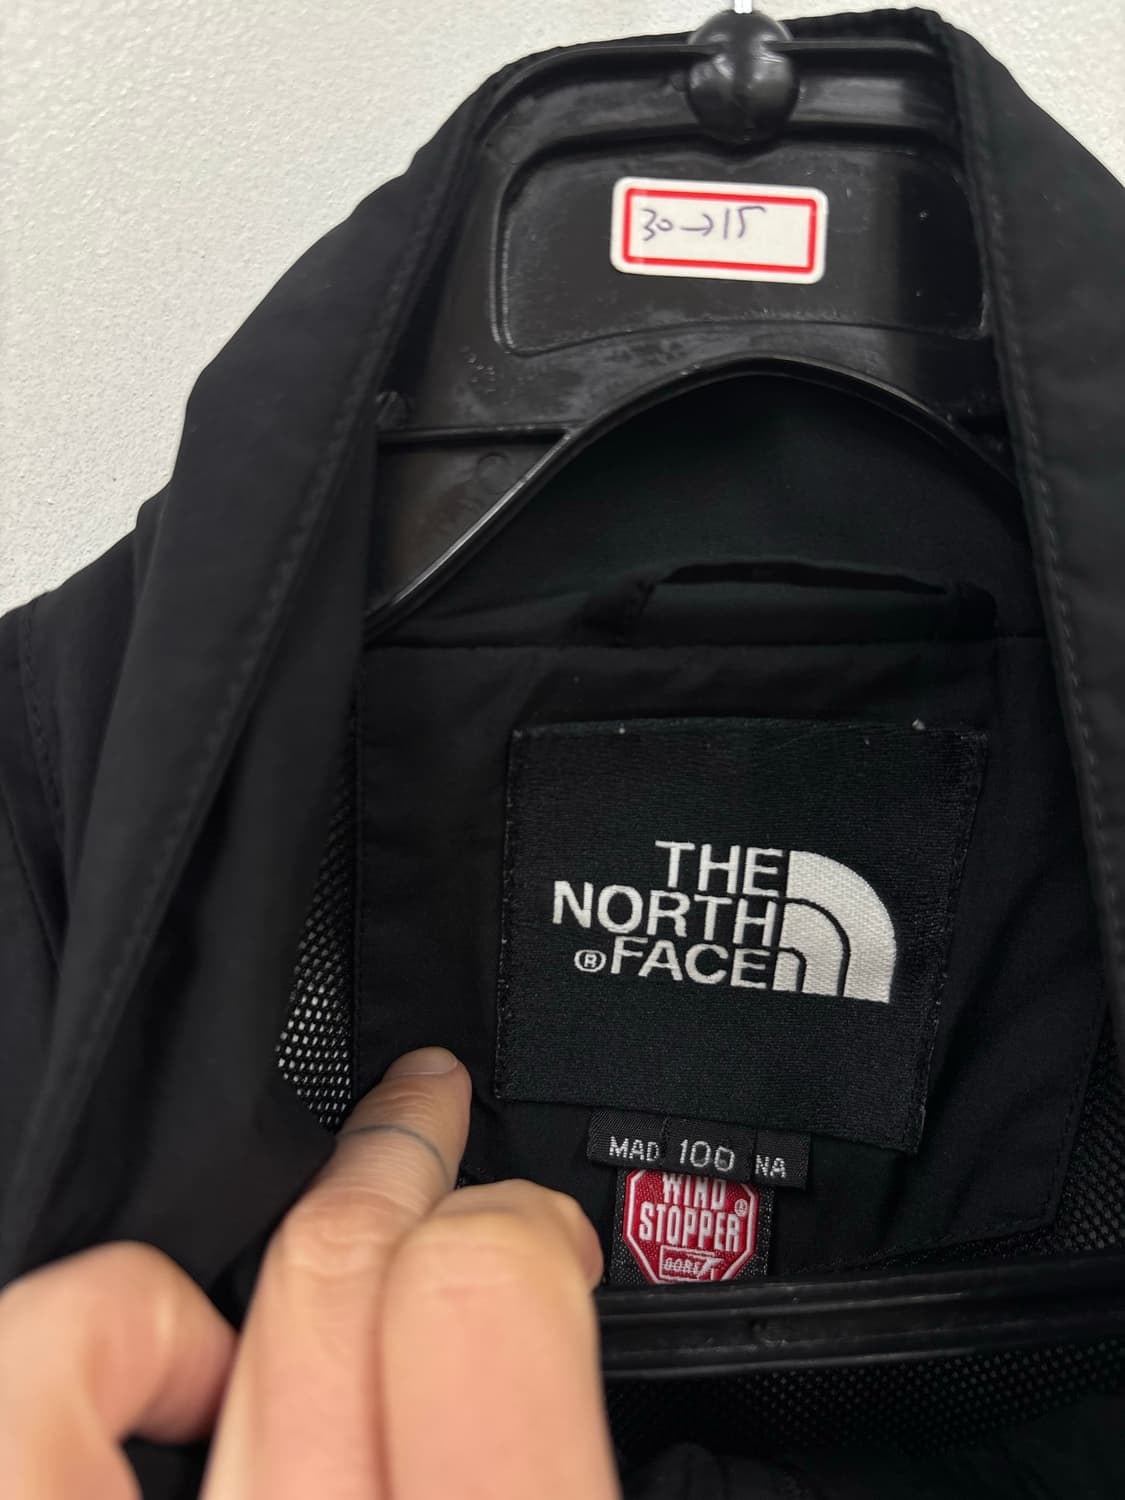 30→15
THE
NORTH
® FACE
MAD 100 NA
WIND
STOPPER®
GORE